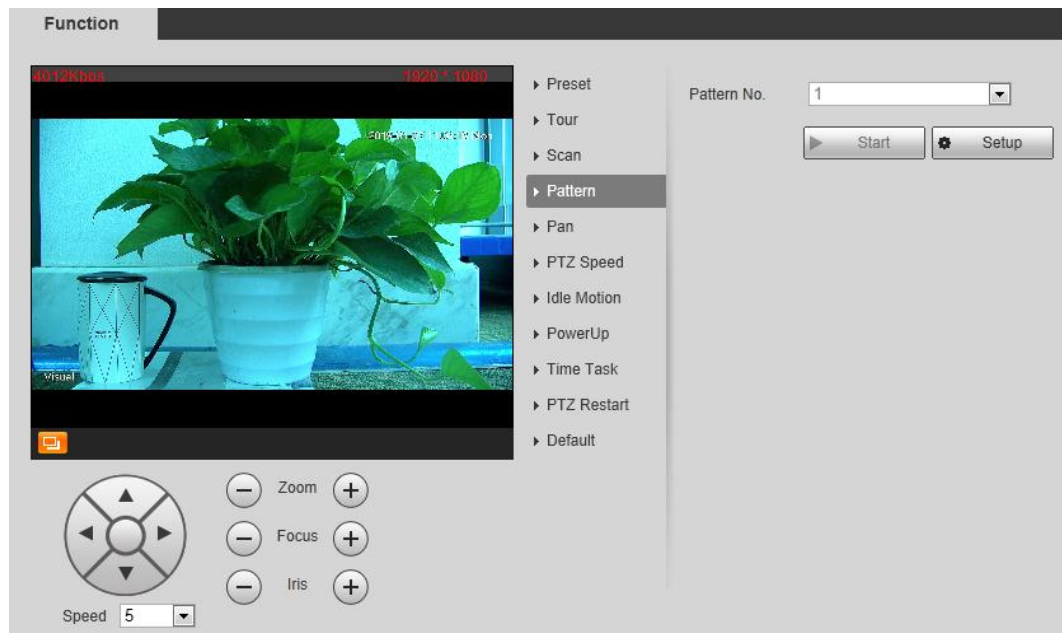 Function
4012Kbps
1920 * 1080
Visual
Preset
Tour
Scan
Pattern
Pan
PTZ Speed
Idle Motion
PowerUp
Time Task
PTZ Restart
Default
Pattern No. 1
Start Setup
Zoom
Focus
Iris
Speed 5